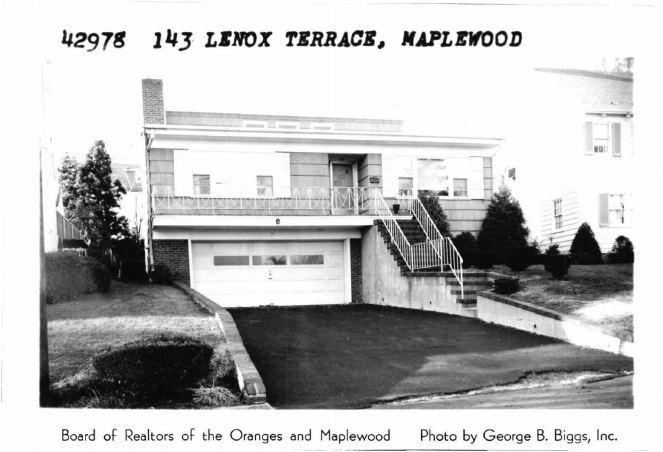 42978 143 LENOX TERRACE, MAPLEWOOD
Board of Realtors of the Oranges and Maplewood Photo by George B. Biggs, Inc.